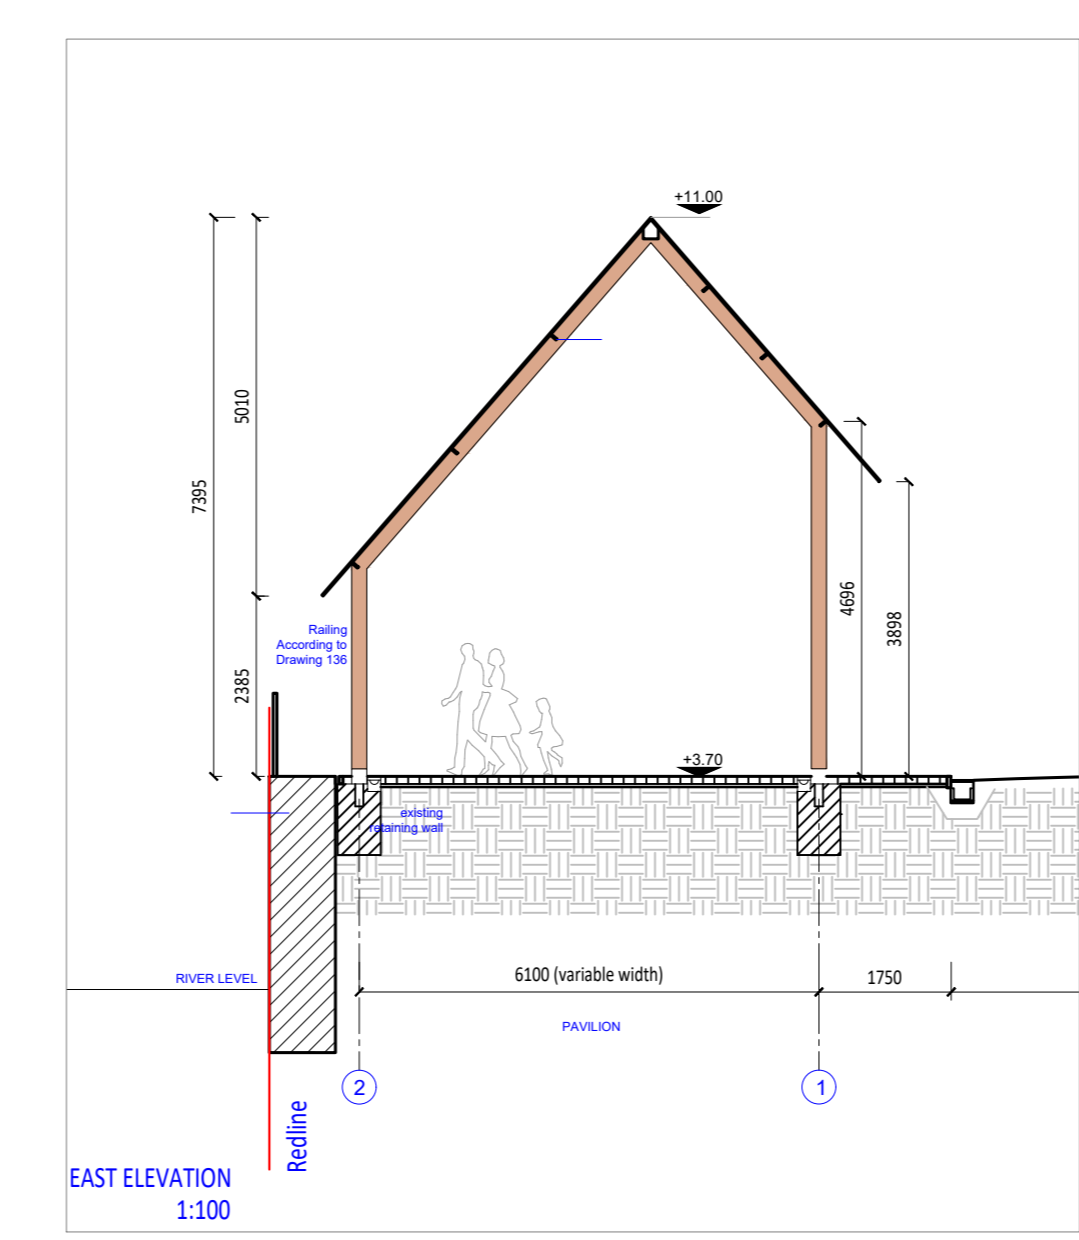 +11.00
5010
7395
4696
3898
Railing
According to
Drawing 136
2385
+3.70
existing
retaining wall
RIVER LEVEL
6100 (variable width)
1750
PAVILION
2
1
Redline
EAST ELEVATION
1:100